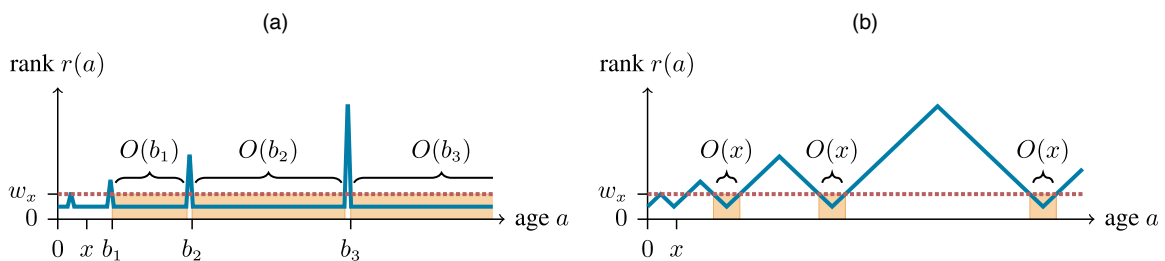 (a)
rank r(a)
O(b₁) O(b₂) O(b₃)
wₓ
0
age a
0 x b₁ b₂ b₃
(b)
rank r(a)
O(x) O(x) O(x)
wₓ
0
age a
0 x